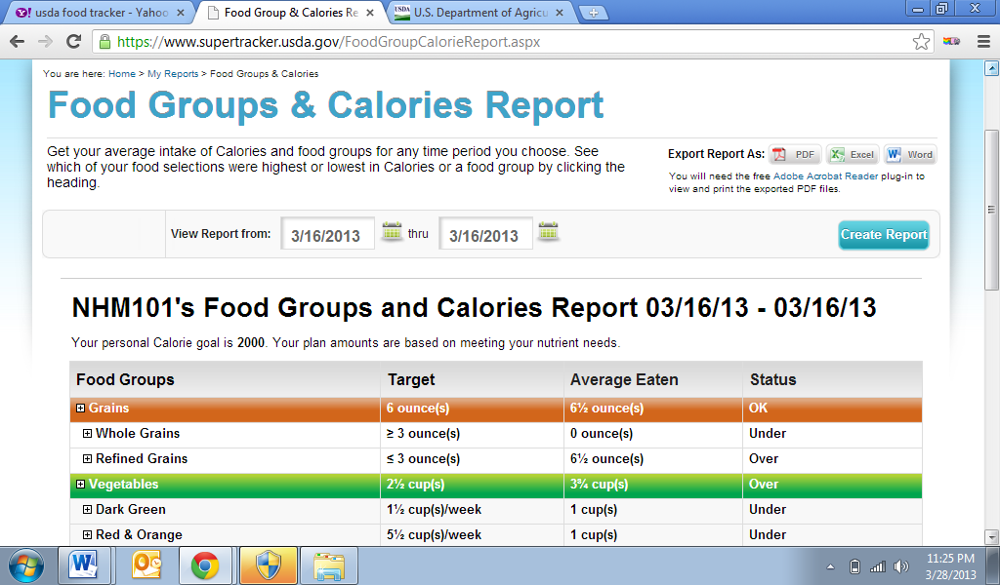 usda food tracker - Yahoo
Food Group & Calories Re
USDA
U.S. Department of Agricu
https://www.supertracker.usda.gov/FoodGroupCalorieReport.aspx
You are here: Home > My Reports > Food Groups & Calories
Food Groups & Calories Report
Get your average intake of Calories and food groups for any time period you choose. See
which of your food selections were highest or lowest in Calories or a food group by clicking the
heading.
Export Report As: PDF Excel Word
You will need the free Adobe Acrobat Reader plug-in to
view and print the exported PDF files.
View Report from: 3/16/2013 thru 3/16/2013 Create Report
NHM101's Food Groups and Calories Report 03/16/13 - 03/16/13
Your personal Calorie goal is 2000. Your plan amounts are based on meeting your nutrient needs.
Food Groups Target Average Eaten Status
Grains 6 ounce(s) 6½ ounce(s) OK
Whole Grains ≥ 3 ounce(s) 0 ounce(s) Under
Refined Grains ≤ 3 ounce(s) 6½ ounce(s) Over
Vegetables 2½ cup(s) 3¾ cup(s) Over
Dark Green 1½ cup(s)/week 1 cup(s) Under
Red & Orange 5½ cup(s)/week 1 cup(s) Under
11:25 PM
3/28/2013